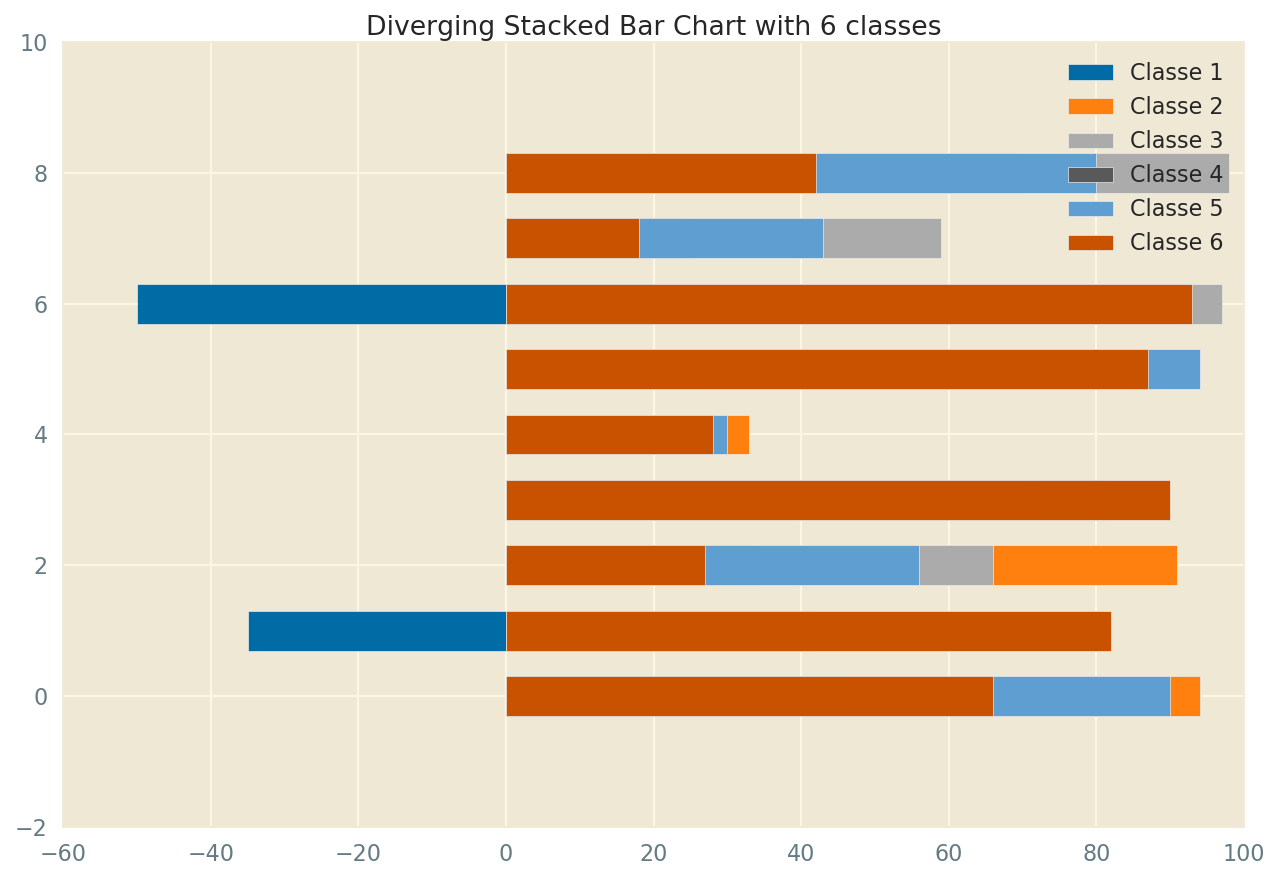 Diverging Stacked Bar Chart with 6 classes
10
8
6
4
2
0
−2
−60
−40
−20
0
20
40
60
80
100
Classe 1
Classe 2
Classe 3
Classe 4
Classe 5
Classe 6